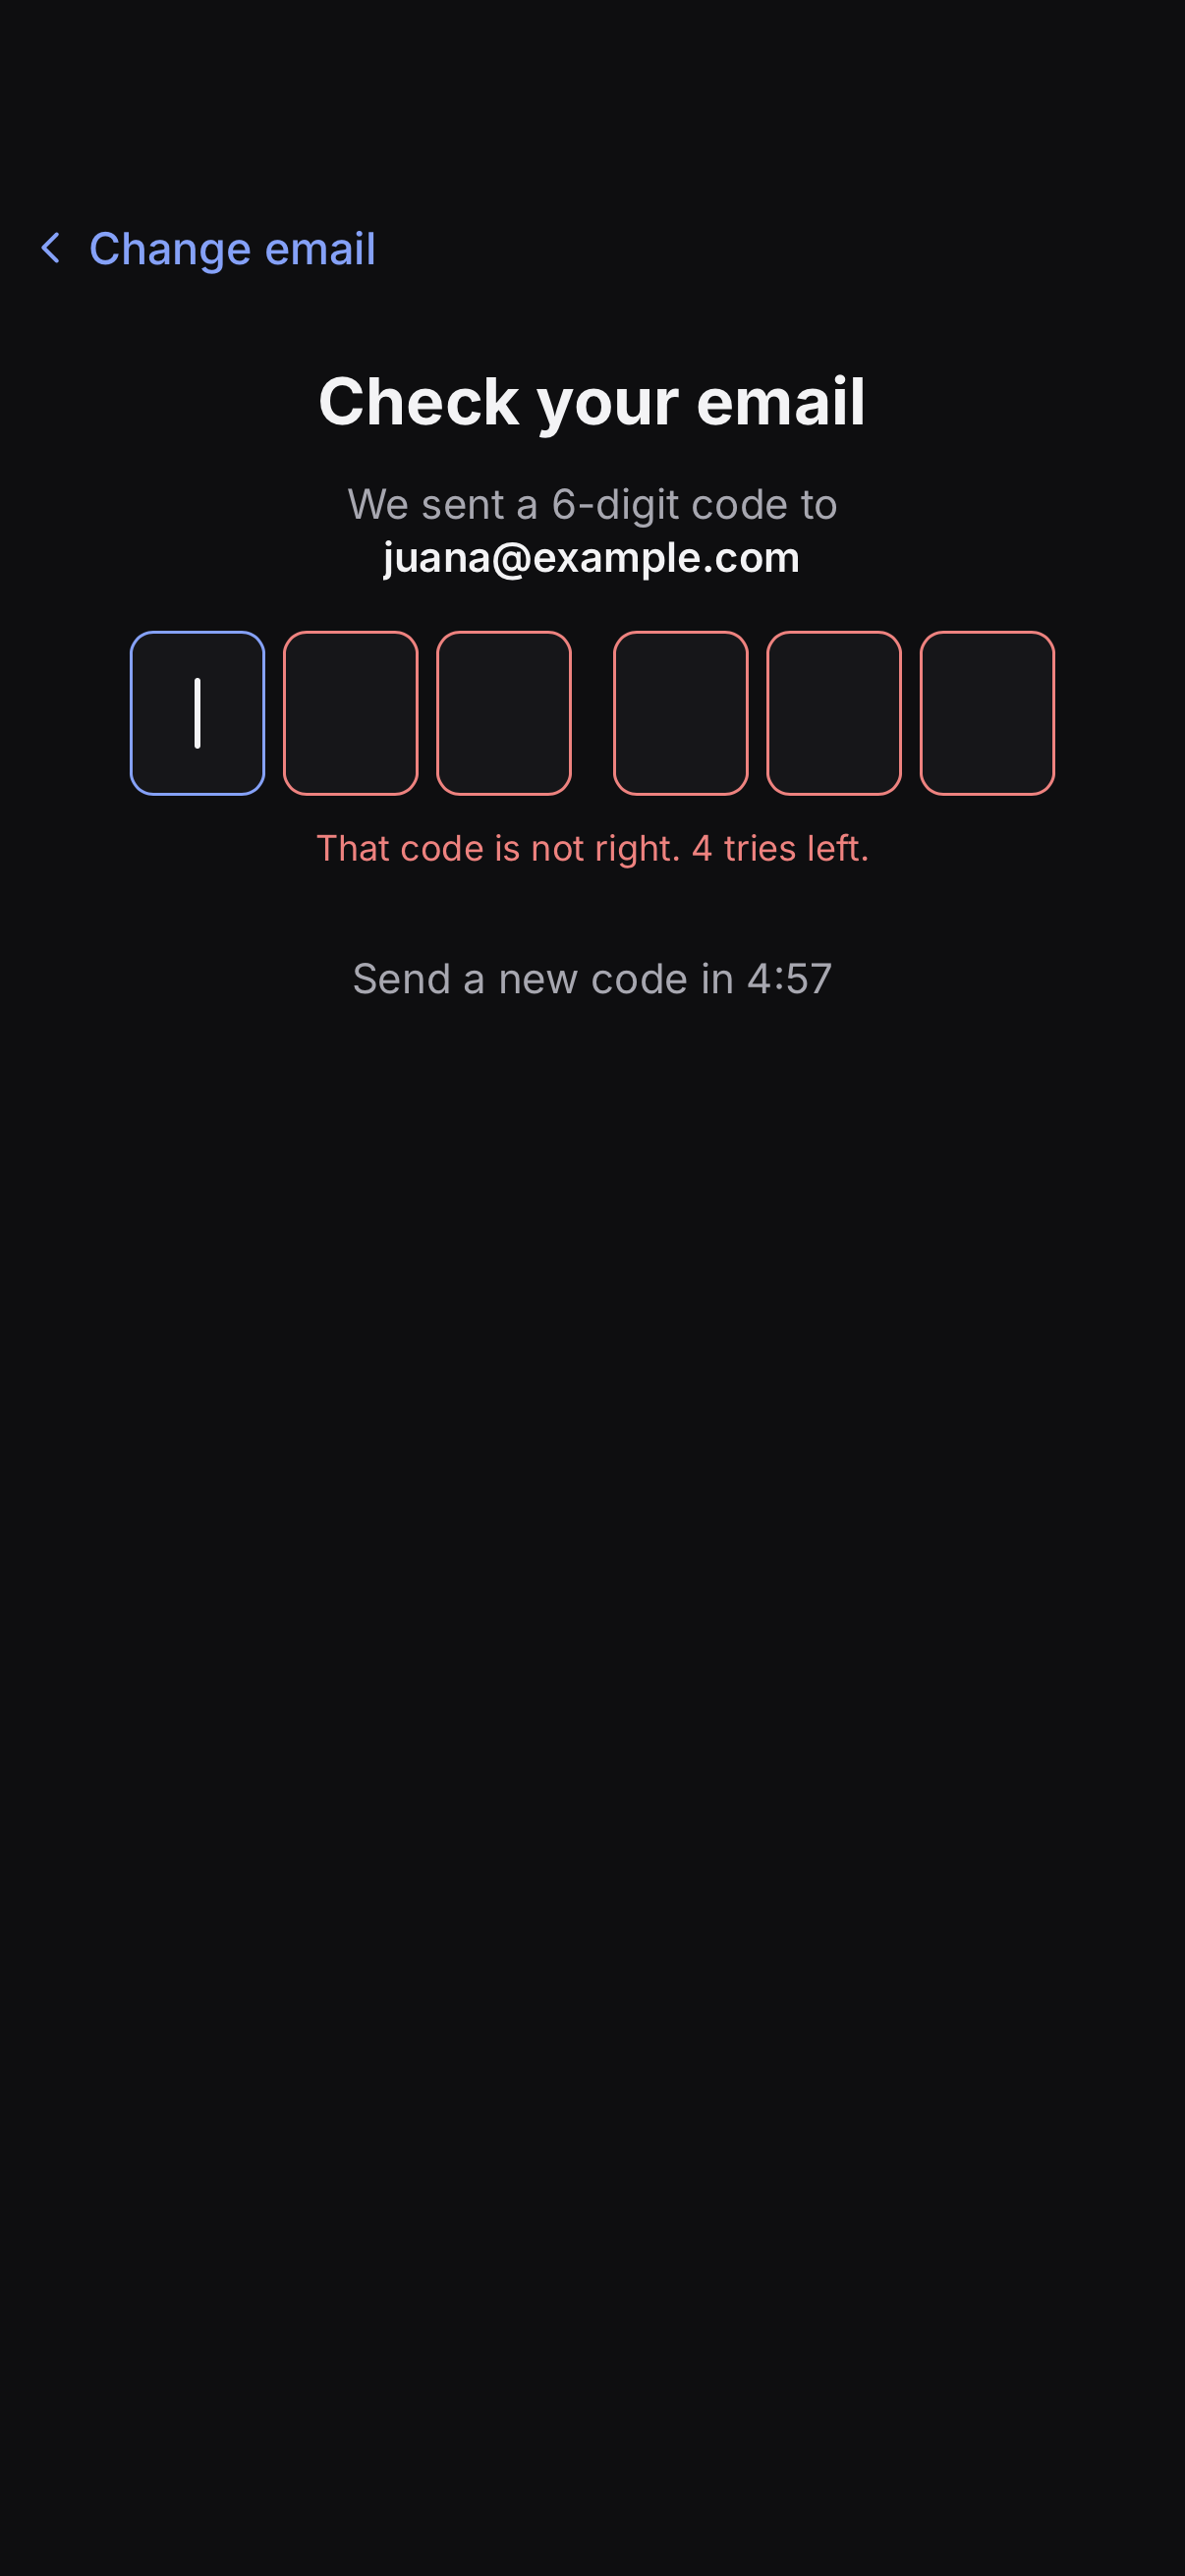 Change email
Check your email
We sent a 6-digit code to
juana@example.com
That code is not right. 4 tries left.
Send a new code in 4:57